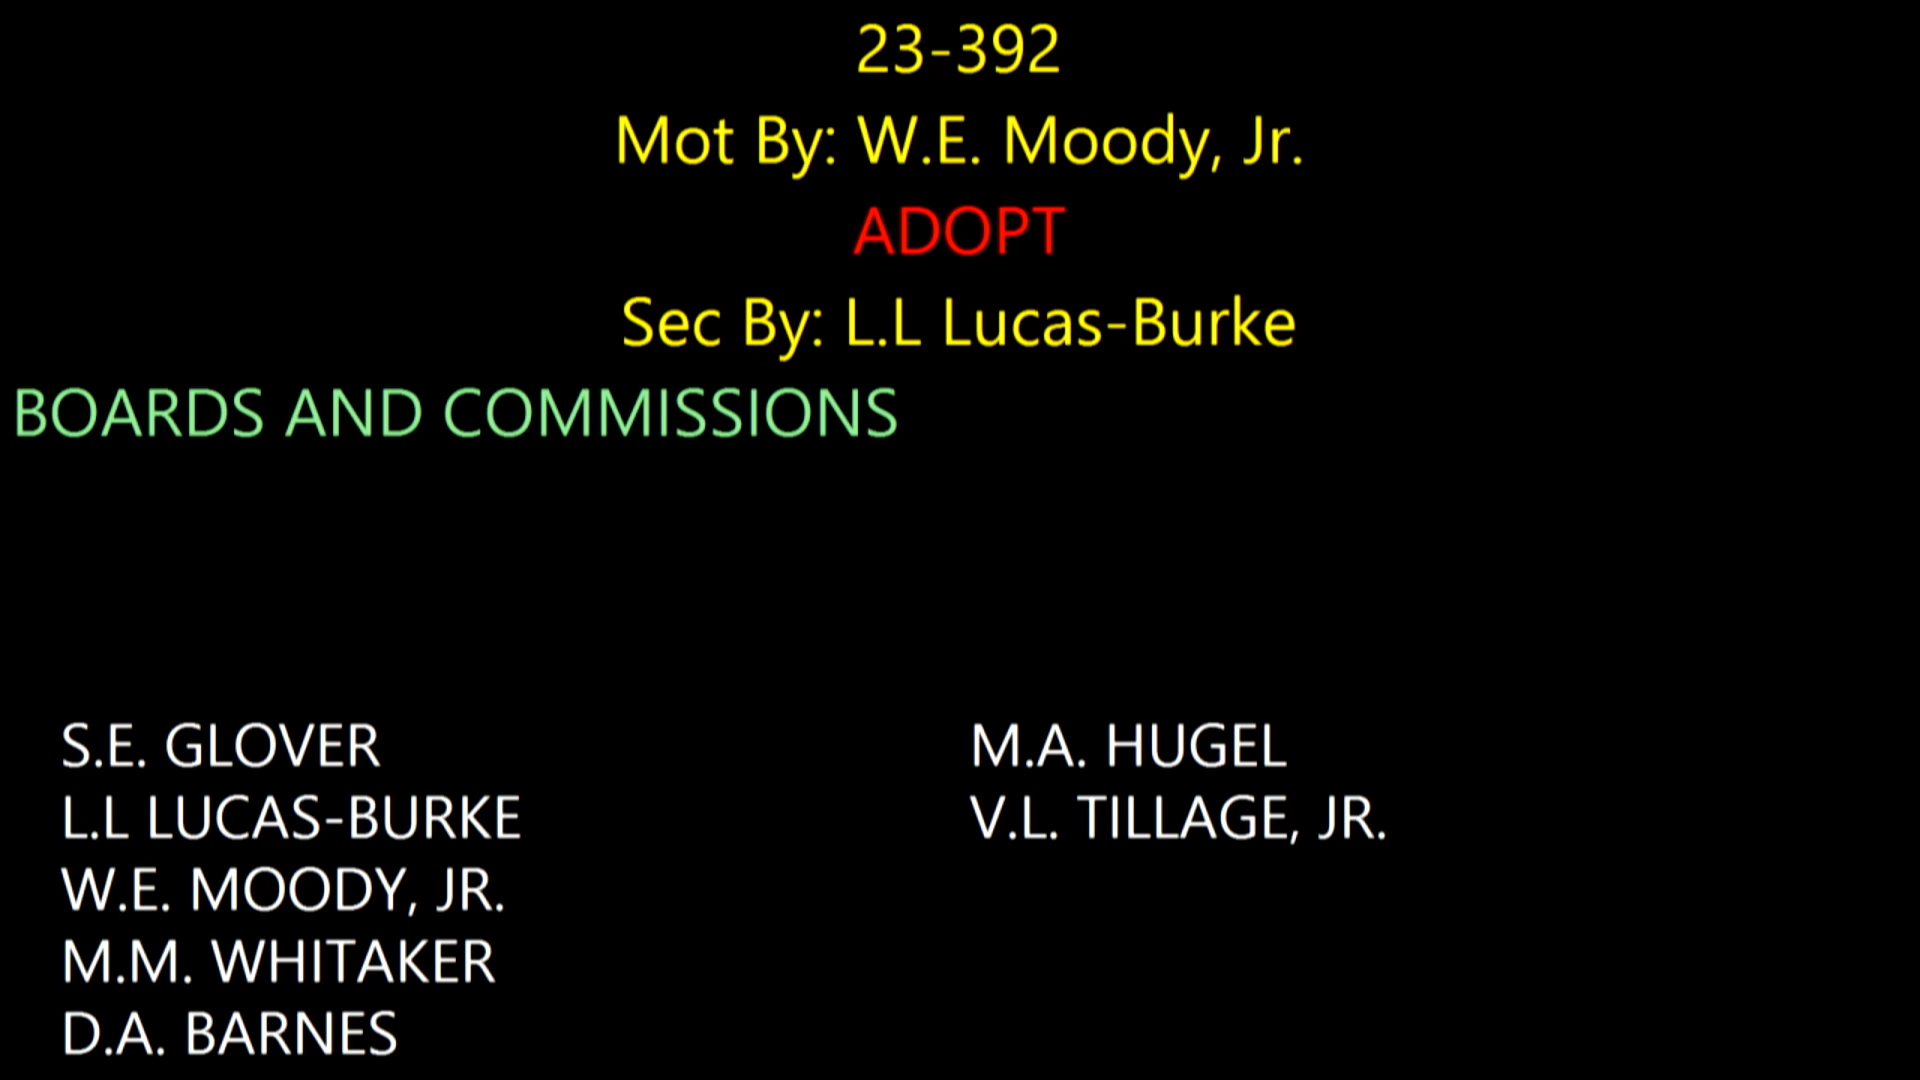 23-392
Mot By: W.E. Moody, Jr.
ADOPT
Sec By: L.L Lucas-Burke
BOARDS AND COMMISSIONS
S.E. GLOVER
L.L LUCAS-BURKE
W.E. MOODY, JR.
M.M. WHITAKER
D.A. BARNES
M.A. HUGEL
V.L. TILLAGE, JR.